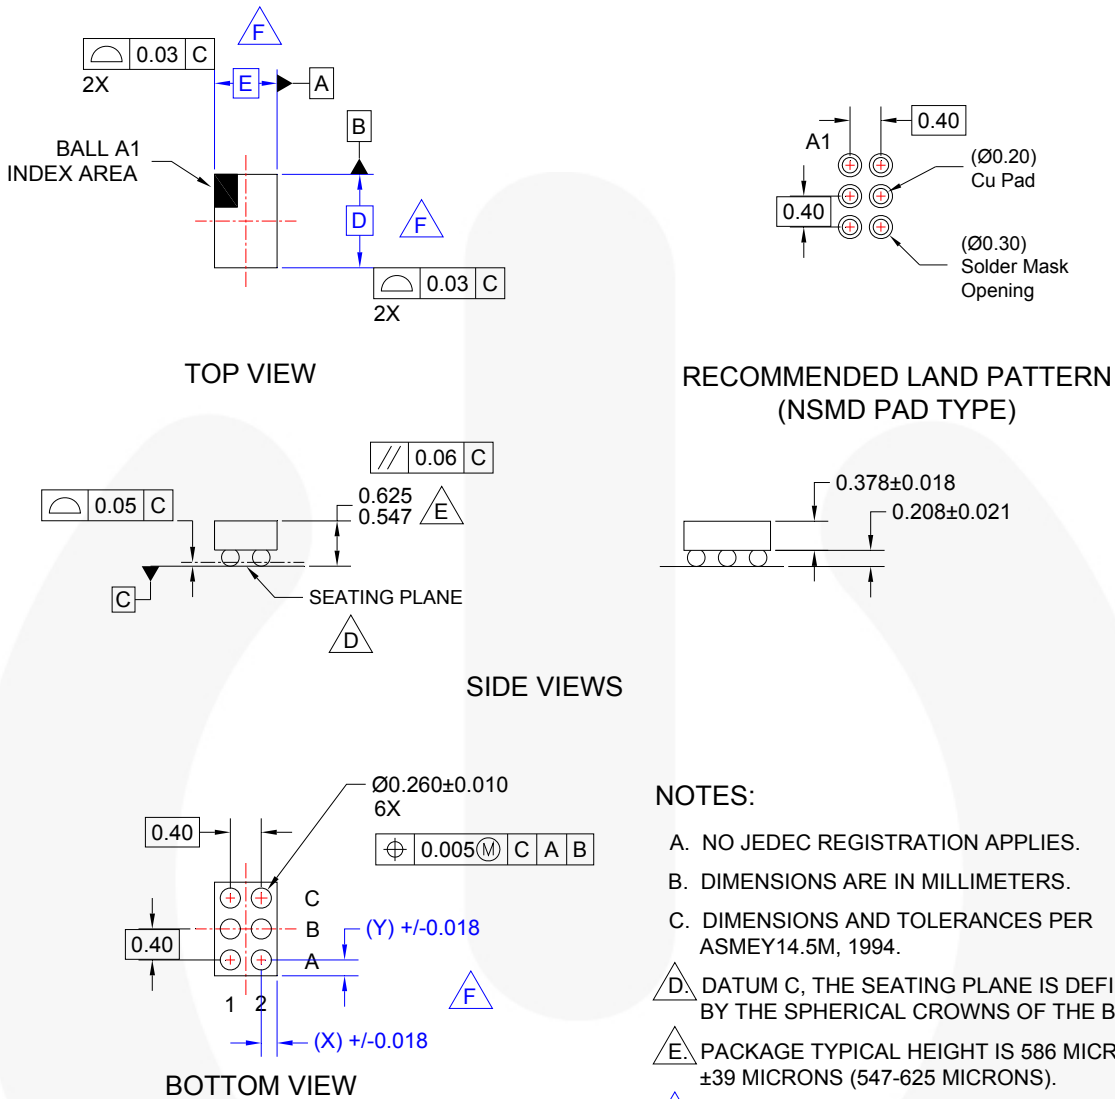 F
0.03 C
2X
E
A
B
BALL A1
INDEX AREA
D
F
0.03 C
2X
TOP VIEW
0.40
A1
(Ø0.20)
Cu Pad
0.40
(Ø0.30)
Solder Mask
Opening
RECOMMENDED LAND PATTERN
(NSMD PAD TYPE)
// 0.06 C
0.05 C
0.625
0.547
E
C
SEATING PLANE
D
0.378±0.018
0.208±0.021
SIDE VIEWS
Ø0.260±0.010
6X
0.40
0.005Ⓜ C A B
C
B
A
0.40
(Y) +/-0.018
F
1 2
(X) +/-0.018
BOTTOM VIEW
NOTES:
A. NO JEDEC REGISTRATION APPLIES.
B. DIMENSIONS ARE IN MILLIMETERS.
C. DIMENSIONS AND TOLERANCES PER
ASMEY14.5M, 1994.
D. DATUM C, THE SEATING PLANE IS
BY THE SPHERICAL CROWNS OF THE
E. PACKAGE TYPICAL HEIGHT IS 586
±39 MICRONS (547-625 MICRONS).